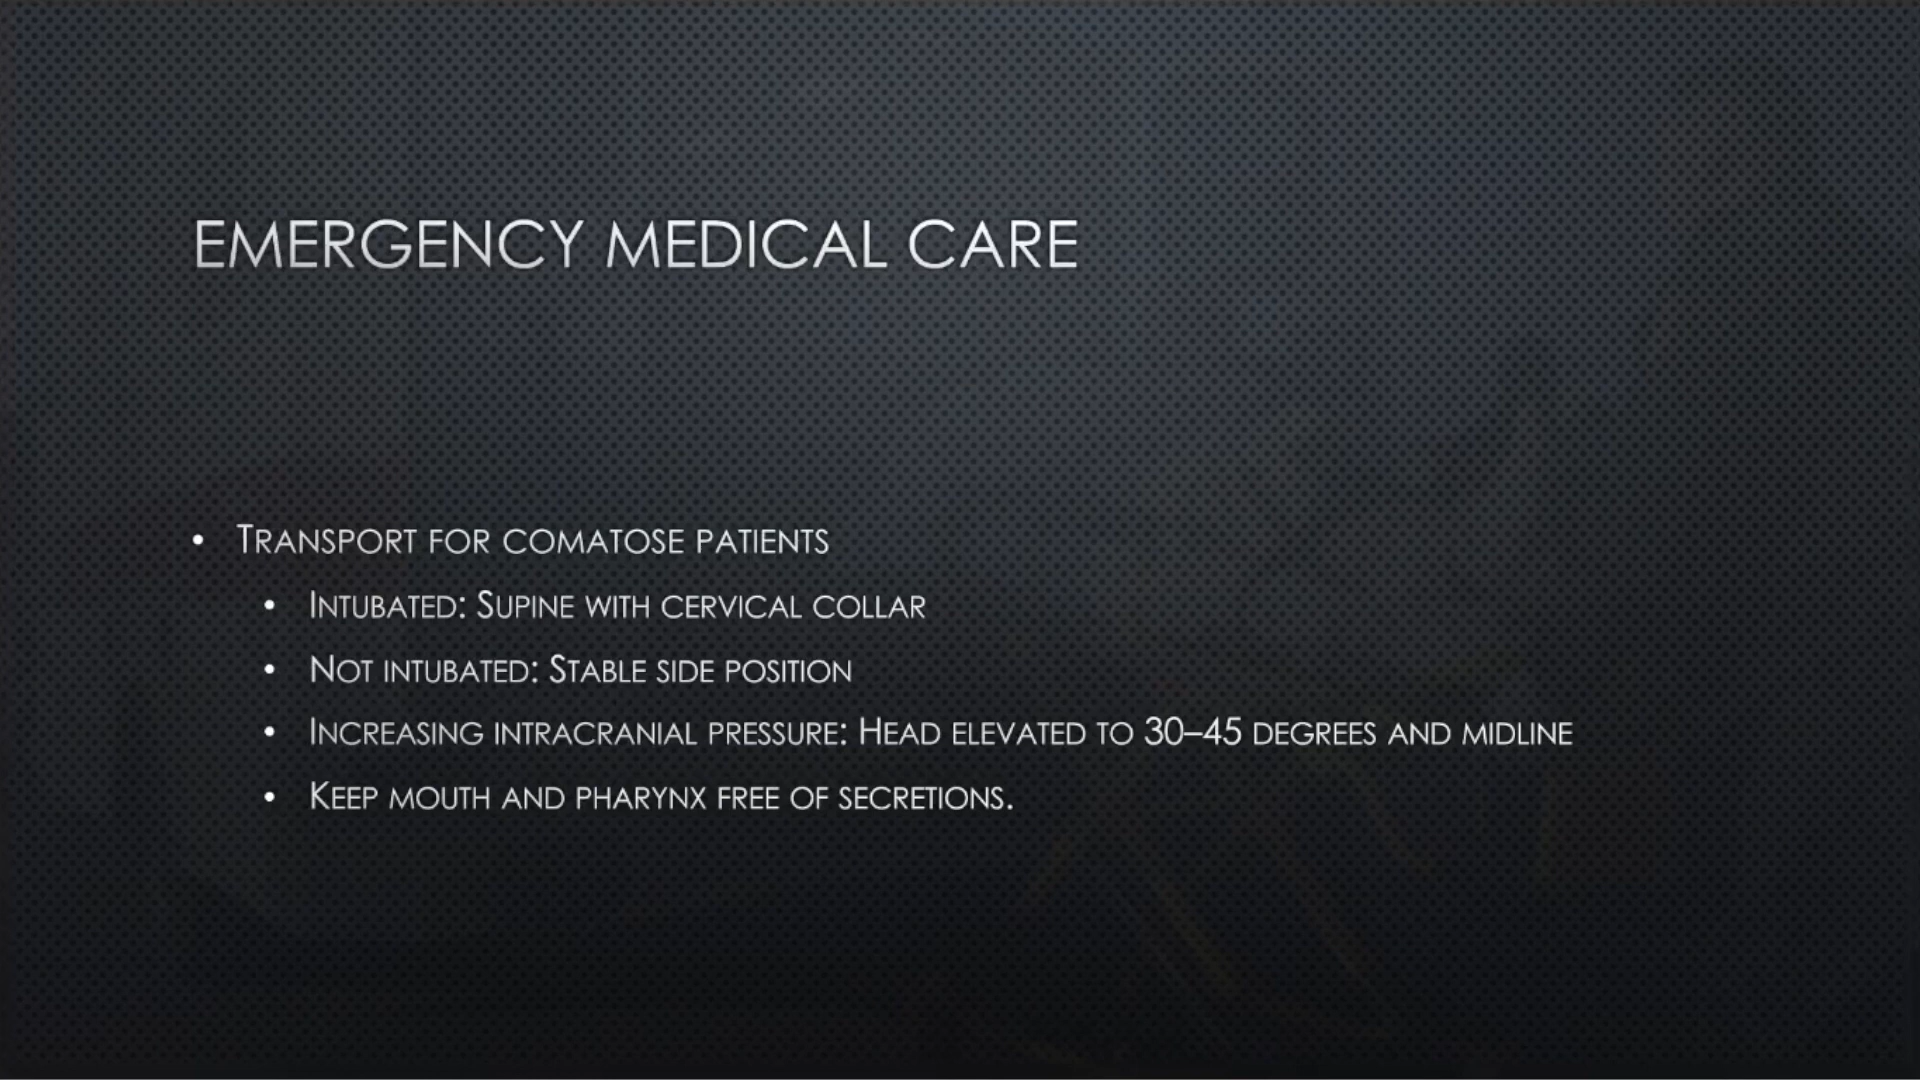 EMERGENCY MEDICAL CARE
• TRANSPORT FOR COMATOSE PATIENTS
• INTUBATED: SUPINE WITH CERVICAL COLLAR
• NOT INTUBATED: STABLE SIDE POSITION
• INCREASING INTRACRANIAL PRESSURE: HEAD ELEVATED TO 30–45 DEGREES AND MIDLINE
• KEEP MOUTH AND PHARYNX FREE OF SECRETIONS.